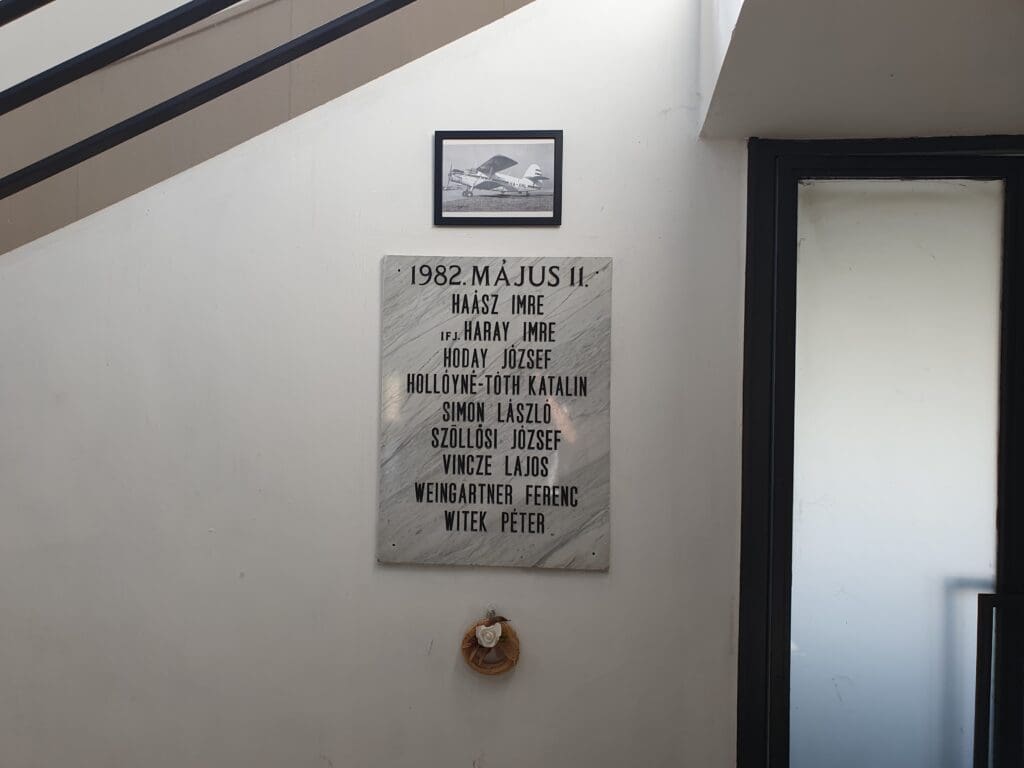 1982. MÁJUS 11.
HAÁSZ IMRE
IFJ. HARAY IMRE
HODAY JÓZSEF
HOLLÓYNÉ-TÓTH KATALIN
SIMON LÁSZLÓ
SZÖLLŐSI JÓZSEF
VINCZE LAJOS
WEINGARTNER FERENC
WITEK PÉTER